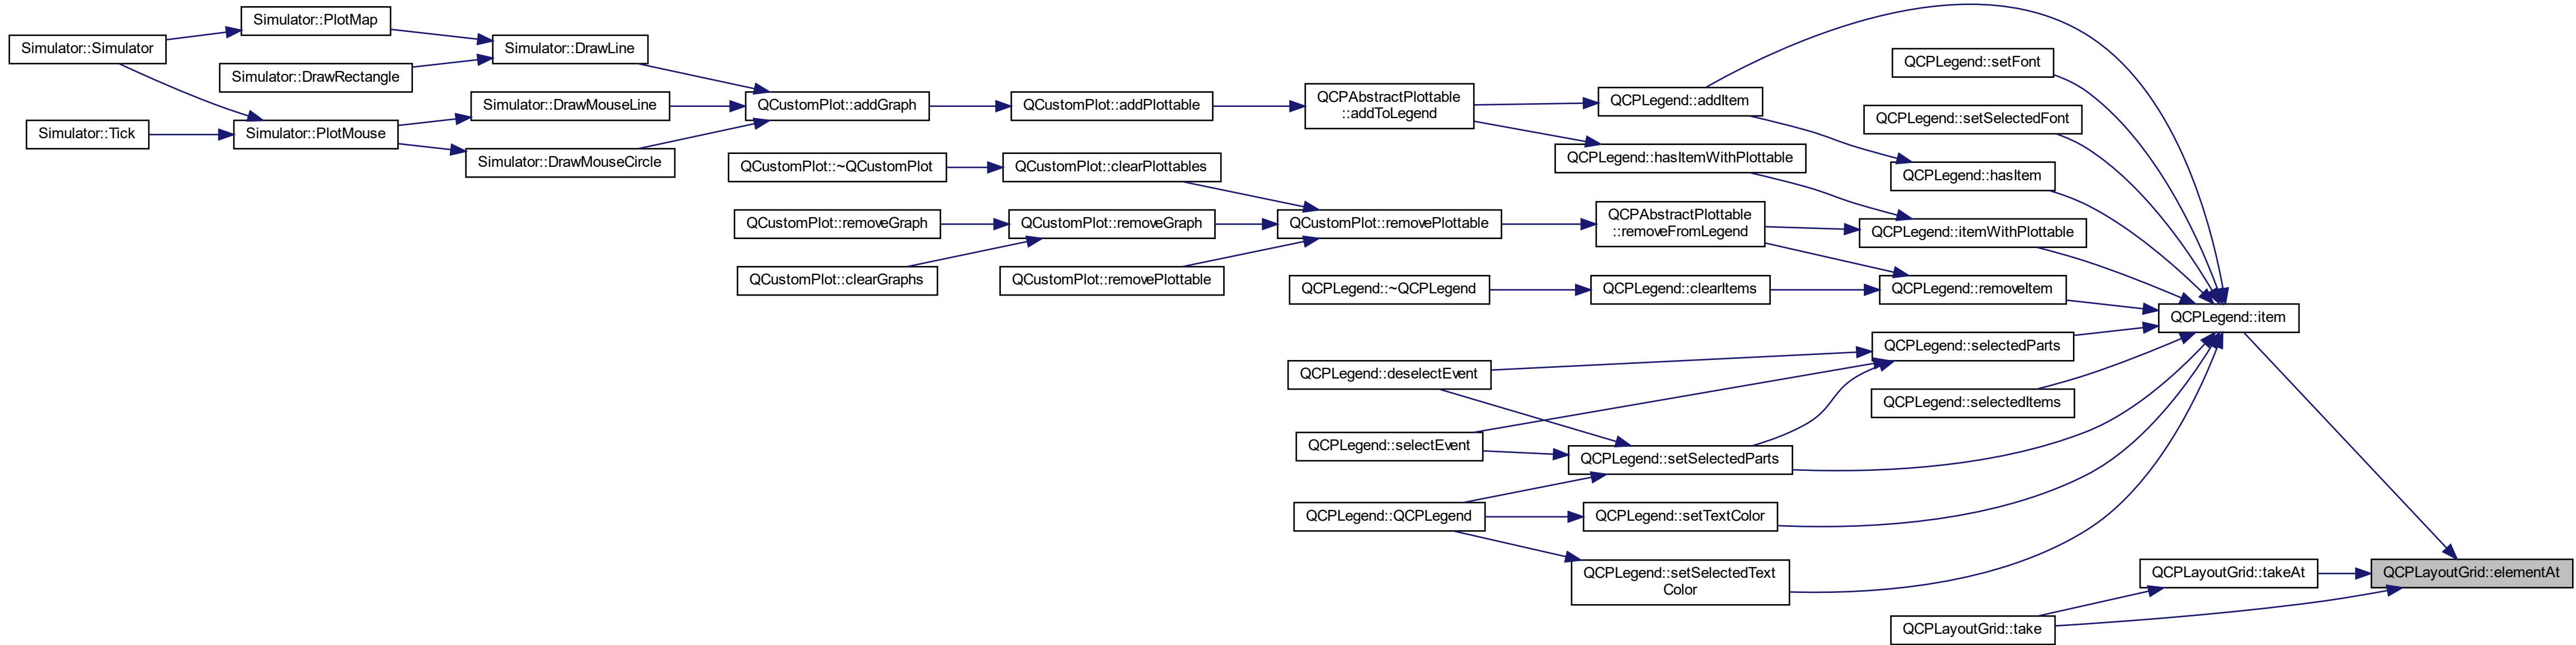 Simulator::PlotMap
Simulator::Simulator
Simulator::DrawLine
Simulator::DrawRectangle
Simulator::DrawMouseLine
QCustomPlot::addGraph
QCustomPlot::addPlottable
QCPAbstractPlottable
::addToLegend
QCPLegend::addItem
QCPLegend::setFont
QCPLegend::setSelectedFont
Simulator::Tick
Simulator::PlotMouse
Simulator::DrawMouseCircle
QCustomPlot::~QCustomPlot
QCustomPlot::clearPlottables
QCPLegend::hasItemWithPlottable
QCPLegend::hasItem
QCustomPlot::removeGraph
QCustomPlot::removeGraph
QCustomPlot::removePlottable
QCPAbstractPlottable
::removeFromLegend
QCPLegend::itemWithPlottable
QCustomPlot::clearGraphs
QCustomPlot::removePlottable
QCPLegend::~QCPLegend
QCPLegend::clearItems
QCPLegend::removeItem
QCPLegend::item
QCPLegend::selectedParts
QCPLegend::deselectEvent
QCPLegend::selectedItems
QCPLegend::selectEvent
QCPLegend::setSelectedParts
QCPLegend::QCPLegend
QCPLegend::setTextColor
QCPLegend::setSelectedText
Color
QCPLayoutGrid::takeAt
QCPLayoutGrid::elementAt
QCPLayoutGrid::take